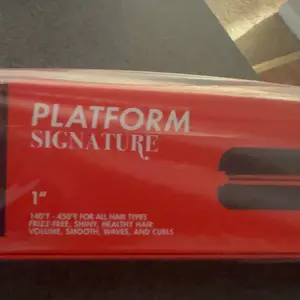 PLATFORM
SIGNATURE
1"
140°F - 450°F FOR ALL HAIR TYPES
FRIZZ-FREE, SHINY, HEALTHY HAIR
VOLUME, SMOOTH, WAVES, AND CURLS